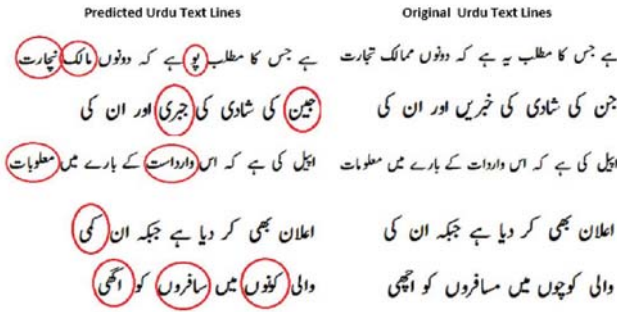 Predicted Urdu Text Lines
ہے جس کا مطلب پو ہے کہ دونوں مالک نچارت
جین کی شادی کی جبری اور ان کی
اپیل کی ہے کہ اس وارداست کے بارے میں معلوبات
اعلان بھی کر دیا ہے جبکہ ان کمی
والی کونوں میں سافروں کو اگھی
Original Urdu Text Lines
ہے جس کا مطلب یہ ہے کہ دونوں ممالک تجارت
جن کی شادی کی خبریں اور ان کی
اپیل کی ہے کہ اس واردات کے بارے میں معلومات
اعلان بھی کر دیا ہے جبکہ ان کی
والی کوچوں میں مسافروں کو اچھی